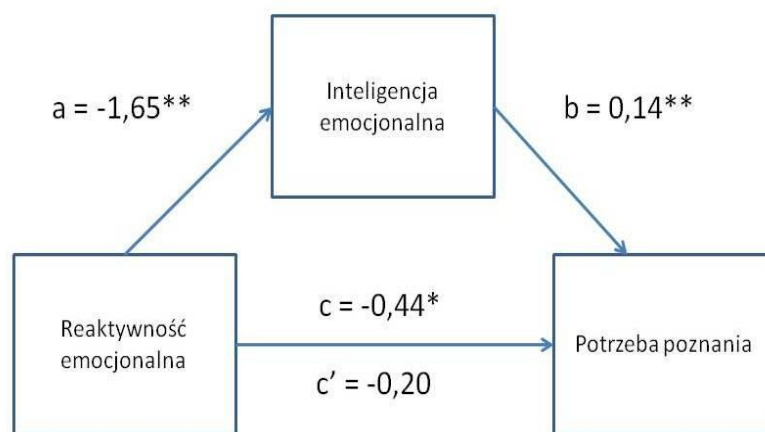 a = -1,65**
Inteligencja
emocjonalna
b = 0,14**
Reaktywność
emocjonalna
c = -0,44*
c’ = -0,20
Potrzeba poznania